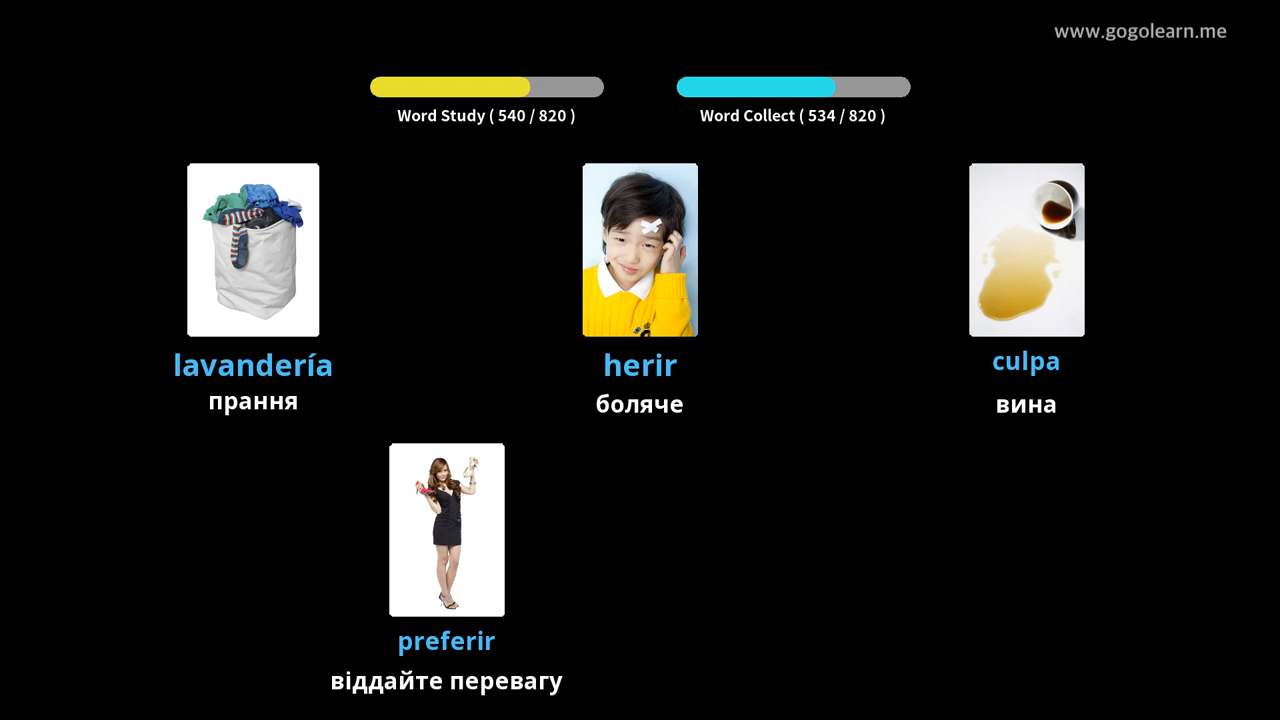 www.gogolearn.me
Word Study ( 540 / 820 )
Word Collect ( 534 / 820 )
lavandería
прання
herir
боляче
culpa
вина
preferir
віддайте перевагу